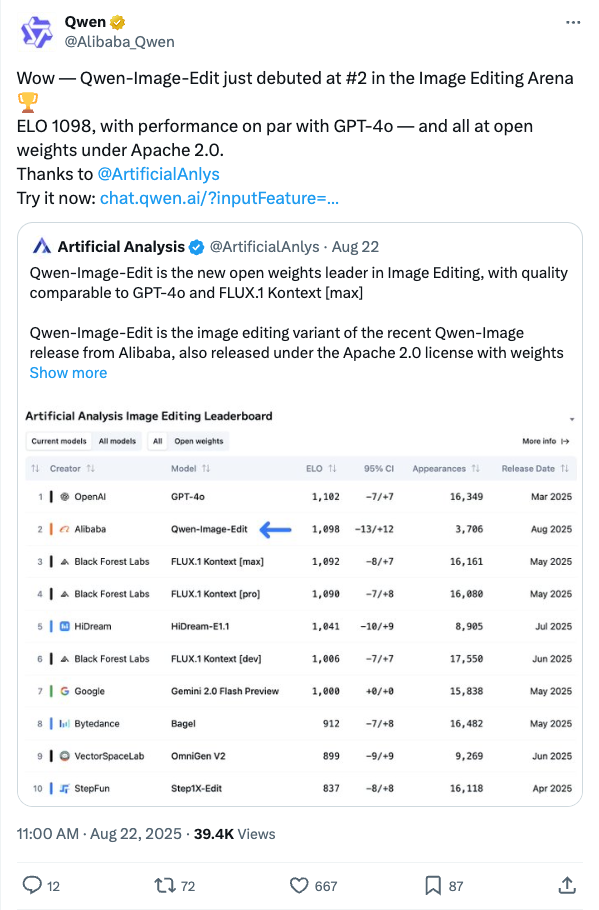 Qwen
@Alibaba_Qwen
Wow — Qwen-Image-Edit just debuted at #2 in the Image Editing Arena
🏆
ELO 1098, with performance on par with GPT-4o — and all at open
weights under Apache 2.0.
Thanks to @ArtificialAnlys
Try it now: chat.qwen.ai/?inputFeature=...
Artificial Analysis @ArtificialAnlys · Aug 22
Qwen-Image-Edit is the new open weights leader in Image Editing, with quality
comparable to GPT-4o and FLUX.1 Kontext [max]
Qwen-Image-Edit is the image editing variant of the recent Qwen-Image
release from Alibaba, also released under the Apache 2.0 license with weights
Show more
Artificial Analysis Image Editing Leaderboard
Current models All models All Open weights More info
Creator Model ELO 95% CI Appearances Release Date
1 OpenAI GPT-4o 1,102 -7/+7 16,349 Mar 2025
2 Alibaba Qwen-Image-Edit 1,098 -13/+12 3,706 Aug 2025
3 Black Forest Labs FLUX.1 Kontext [max] 1,092 -8/+7 16,161 May 2025
4 Black Forest Labs FLUX.1 Kontext [pro] 1,090 -7/+8 16,080 May 2025
5 HiDream HiDream-E1.1 1,041 -10/+9 8,905 Jul 2025
6 Black Forest Labs FLUX.1 Kontext [dev] 1,006 -7/+7 17,550 Jun 2025
7 Google Gemini 2.0 Flash Preview 1,000 +0/+0 15,838 May 2025
8 Bytedance Bagel 912 -7/+8 16,482 May 2025
9 VectorSpaceLab OmniGen V2 899 -9/+9 9,269 Jun 2025
10 StepFun Step1X-Edit 837 -8/+8 16,118 Apr 2025
11:00 AM · Aug 22, 2025 · 39.4K Views
12 72 667 87